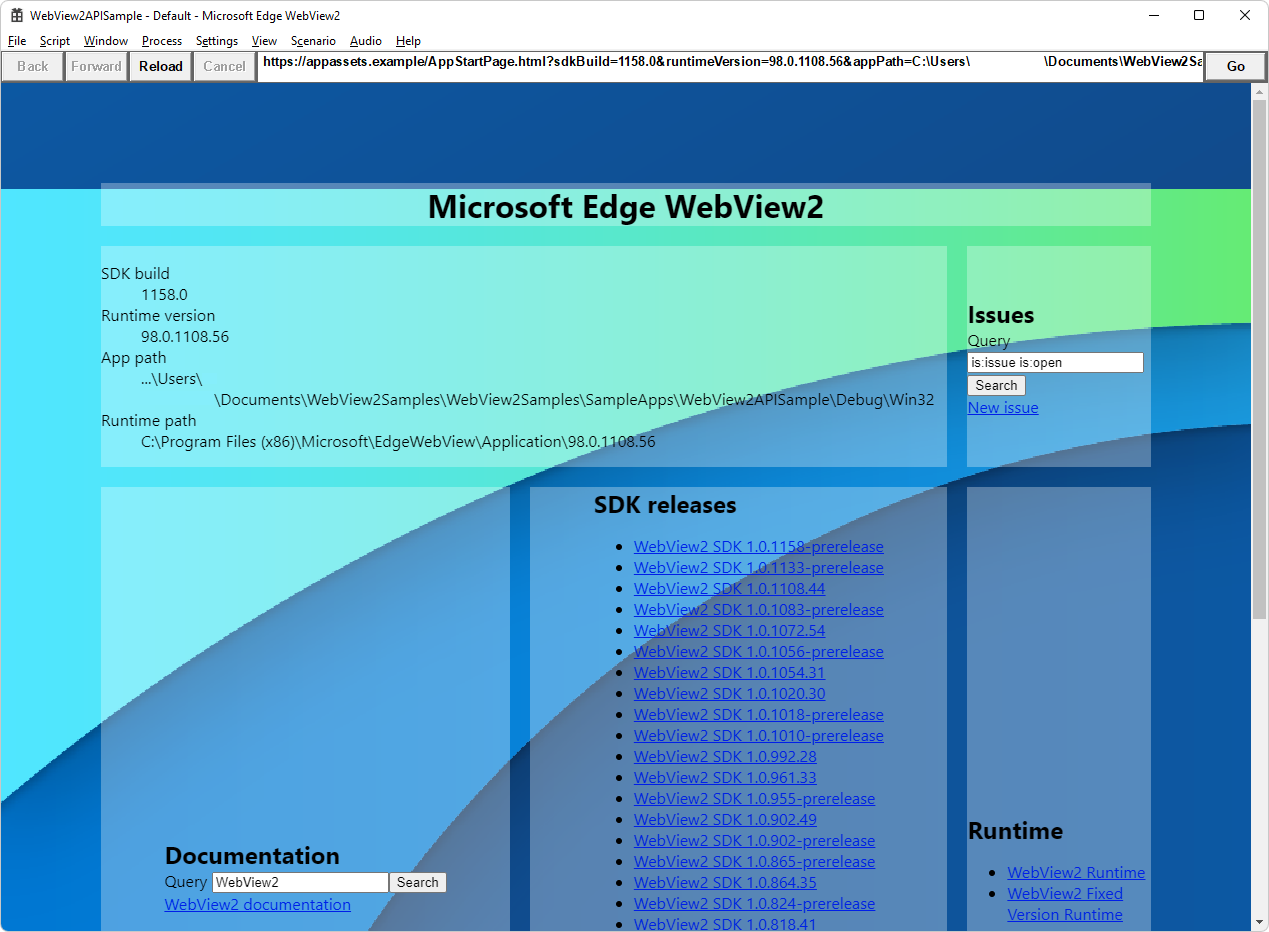 WebView2APISample - Default - Microsoft Edge WebView2
File Script Window Process Settings View Scenario Audio Help
Back Forward Reload Cancel https://appassets.example/AppStartPage.html?sdkBuild=1158.0&runtimeVersion=98.0.1108.56&appPath=C:\Users\ \Documents\WebView2Sa Go
Microsoft Edge WebView2
SDK build
1158.0
Runtime version
98.0.1108.56
App path
...\Users\
\Documents\WebView2Samples\WebView2Samples\SampleApps\WebView2APISample\Debug\Win32
Runtime path
C:\Program Files (x86)\Microsoft\EdgeWebView\Application\98.0.1108.56
Issues
Query
is:issue is:open
Search
New issue
Documentation
Query WebView2 Search
WebView2 documentation
SDK releases
WebView2 SDK 1.0.1158-prerelease
WebView2 SDK 1.0.1133-prerelease
WebView2 SDK 1.0.1108.44
WebView2 SDK 1.0.1083-prerelease
WebView2 SDK 1.0.1072.54
WebView2 SDK 1.0.1056-prerelease
WebView2 SDK 1.0.1054.31
WebView2 SDK 1.0.1020.30
WebView2 SDK 1.0.1018-prerelease
WebView2 SDK 1.0.1010-prerelease
WebView2 SDK 1.0.992.28
WebView2 SDK 1.0.961.33
WebView2 SDK 1.0.955-prerelease
WebView2 SDK 1.0.902.49
WebView2 SDK 1.0.902-prerelease
WebView2 SDK 1.0.865-prerelease
WebView2 SDK 1.0.864.35
WebView2 SDK 1.0.824-prerelease
WebView2 SDK 1.0.818.41
Runtime
WebView2 Runtime
WebView2 Fixed
Version Runtime